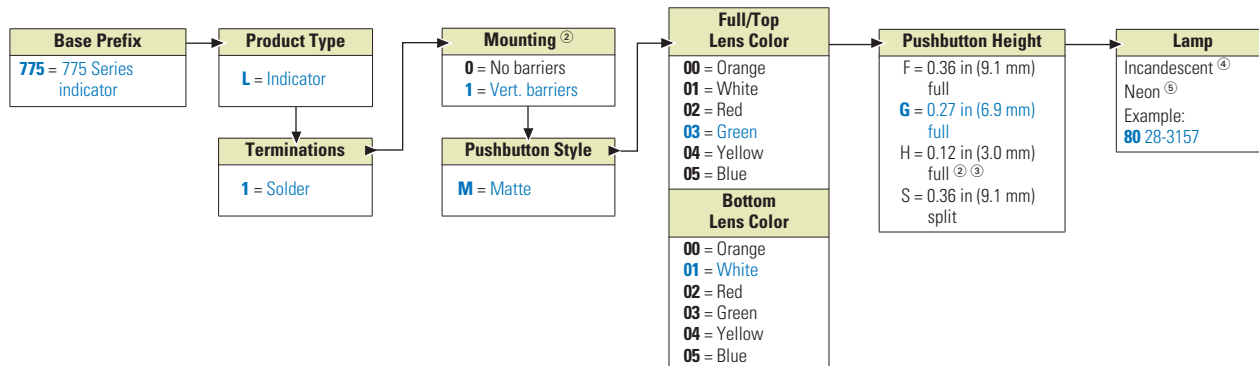 Base Prefix
775 = 775 Series
indicator
Product Type
L = Indicator
Terminations
1 = Solder
Mounting ②
0 = No barriers
1 = Vert. barriers
Pushbutton Style
M = Matte
Full/Top
Lens Color
00 = Orange
01 = White
02 = Red
03 = Green
04 = Yellow
05 = Blue
Bottom
Lens Color
00 = Orange
01 = White
02 = Red
03 = Green
04 = Yellow
05 = Blue
Pushbutton Height
F = 0.36 in (9.1 mm)
full
G = 0.27 in (6.9 mm)
full
H = 0.12 in (3.0 mm)
full ② ③
S = 0.36 in (9.1 mm)
split
Lamp
Incandescent ④
Neon ⑤
Example:
80 28-3157